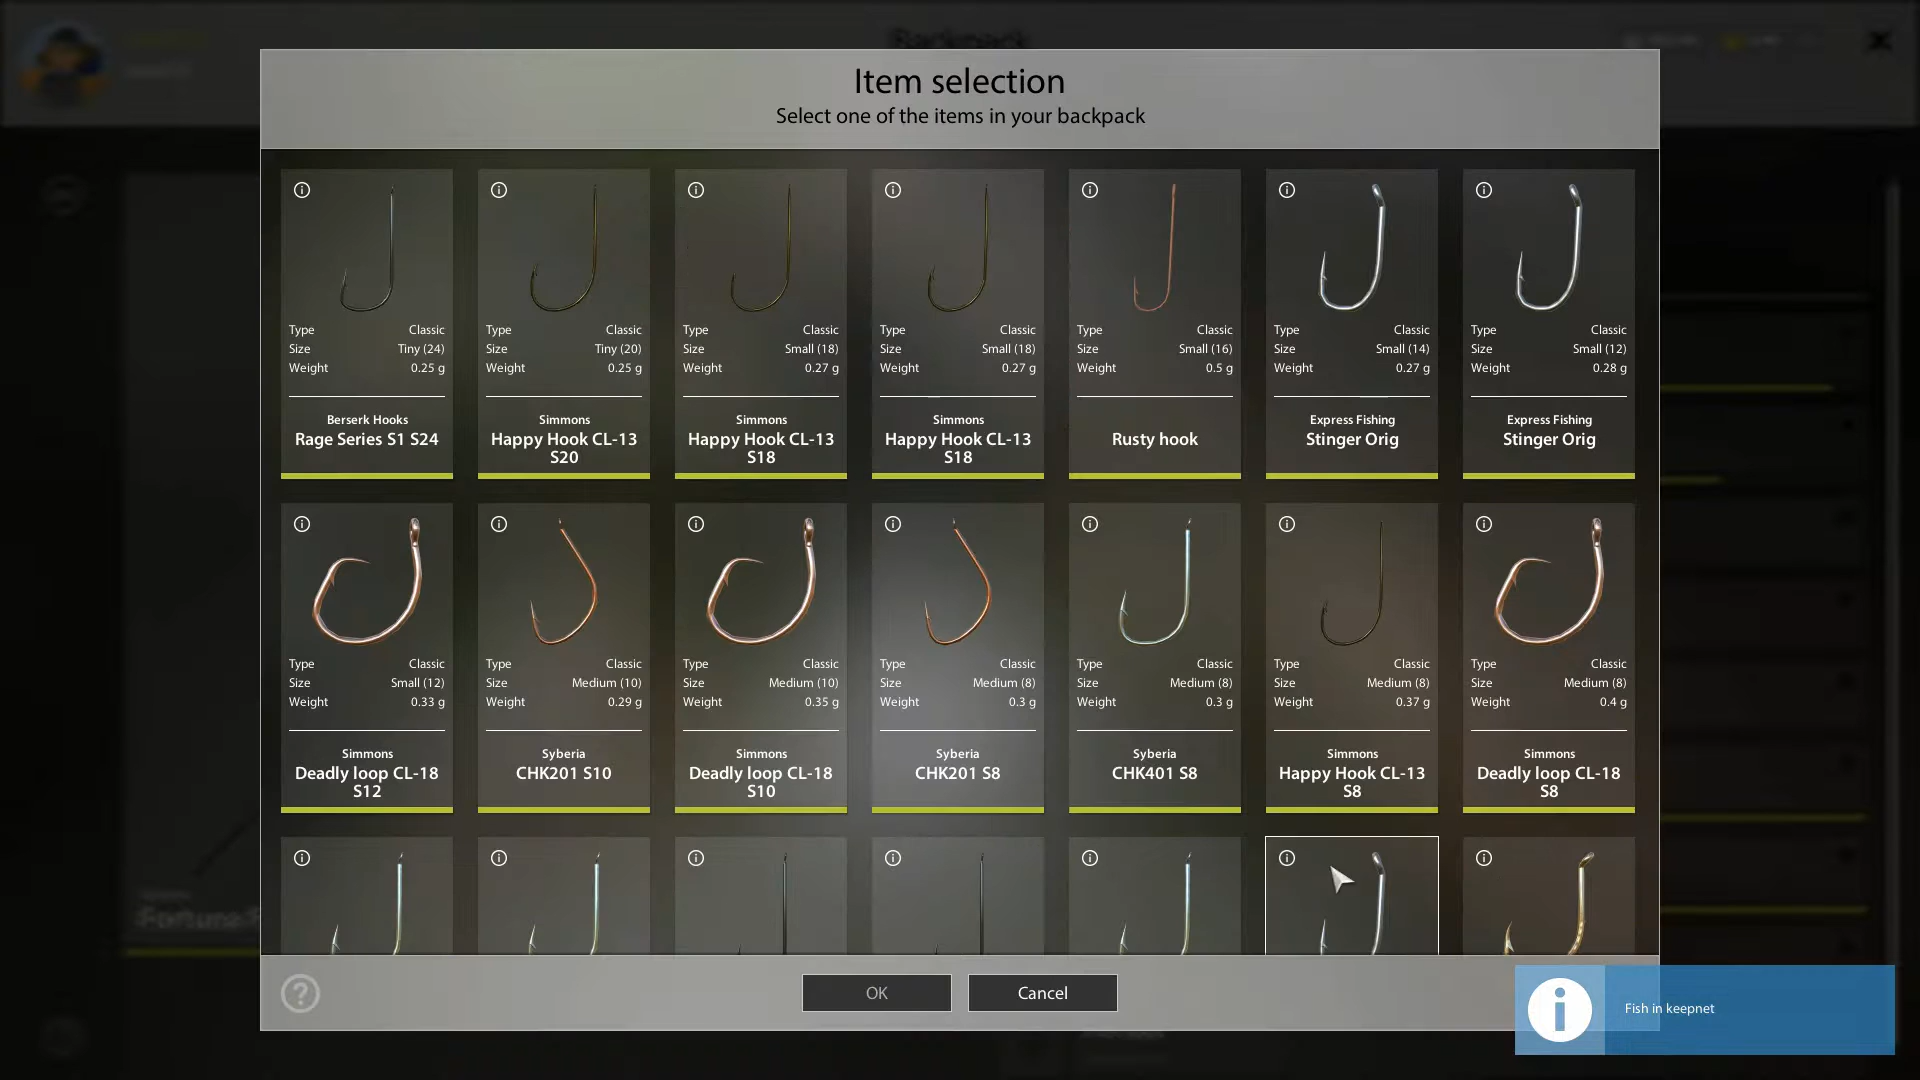 Backpack
Item selection
Select one of the items in your backpack
Type Classic
Size Tiny (24)
Weight 0.25 g
Berserk Hooks
Rage Series S1 S24
Type Classic
Size Tiny (20)
Weight 0.25 g
Simmons
Happy Hook CL-13
S20
Type Classic
Size Small (18)
Weight 0.27 g
Simmons
Happy Hook CL-13
S18
Type Classic
Size Small (18)
Weight 0.27 g
Simmons
Happy Hook CL-13
S18
Type Classic
Size Small (16)
Weight 0.5 g
Rusty hook
Type Classic
Size Small (14)
Weight 0.27 g
Express Fishing
Stinger Orig
Type Classic
Size Small (12)
Weight 0.28 g
Express Fishing
Stinger Orig
Type Classic
Size Small (12)
Weight 0.33 g
Simmons
Deadly loop CL-18
S12
Type Classic
Size Medium (10)
Weight 0.29 g
Syberia
CHK201 S10
Type Classic
Size Medium (10)
Weight 0.35 g
Simmons
Deadly loop CL-18
S10
Type Classic
Size Medium (8)
Weight 0.3 g
Syberia
CHK201 S8
Type Classic
Size Medium (8)
Weight 0.3 g
Syberia
CHK401 S8
Type Classic
Size Medium (8)
Weight 0.37 g
Simmons
Happy Hook CL-13
S8
Type Classic
Size Medium (8)
Weight 0.4 g
Simmons
Deadly loop CL-18
S8
OK
Cancel
Fish in keepnet